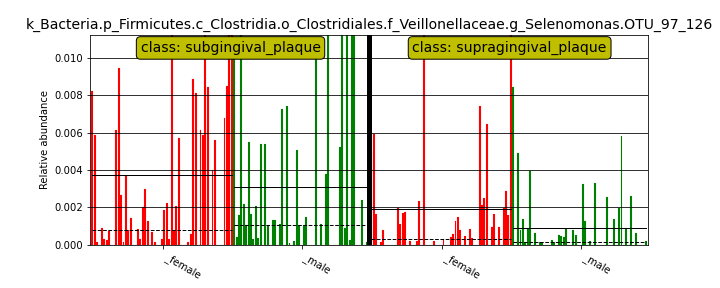 k_Bacteria.p_Firmicutes.c_Clostridia.o_Clostridiales.f_Veillonellaceae.g_Selenomonas.OTU_97_126
class: subgingival_plaque
class: supragingival_plaque
Relative abundance
0.010
0.008
0.006
0.004
0.002
0.000
_female
_male
_female
_male